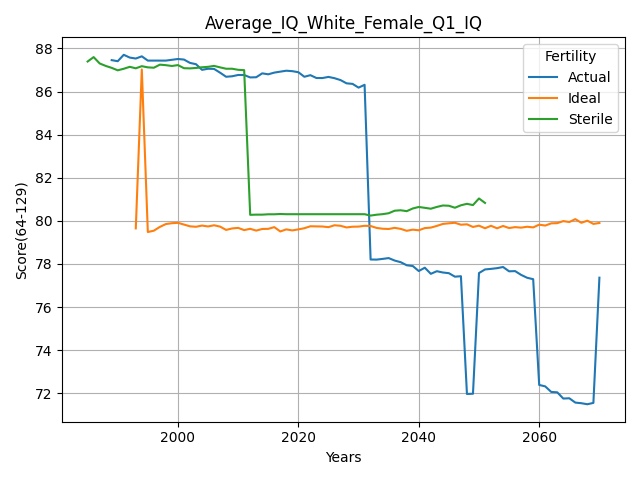 Average_IQ_White_Female_Q1_IQ
Fertility
Actual
Ideal
Sterile
Score(64-129)
88
86
84
82
80
78
76
74
72
2000
2020
2040
2060
Years